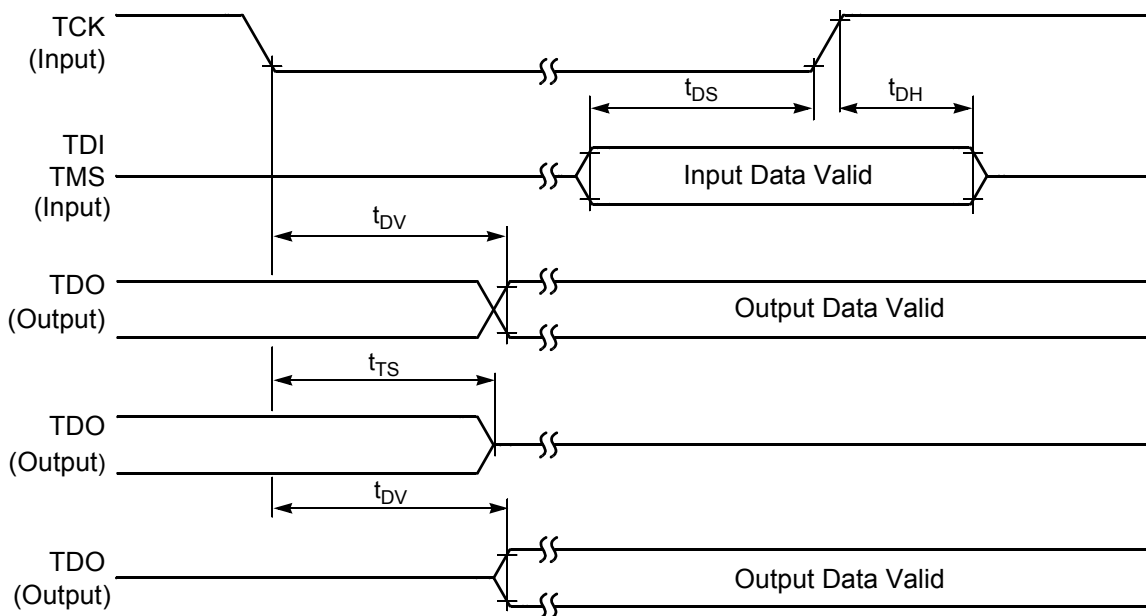 TCK
(Input)
tDS
tDH
TDI
TMS
(Input)
Input Data Valid
tDV
TDO
(Output)
Output Data Valid
tTS
TDO
(Output)
tDV
TDO
(Output)
Output Data Valid